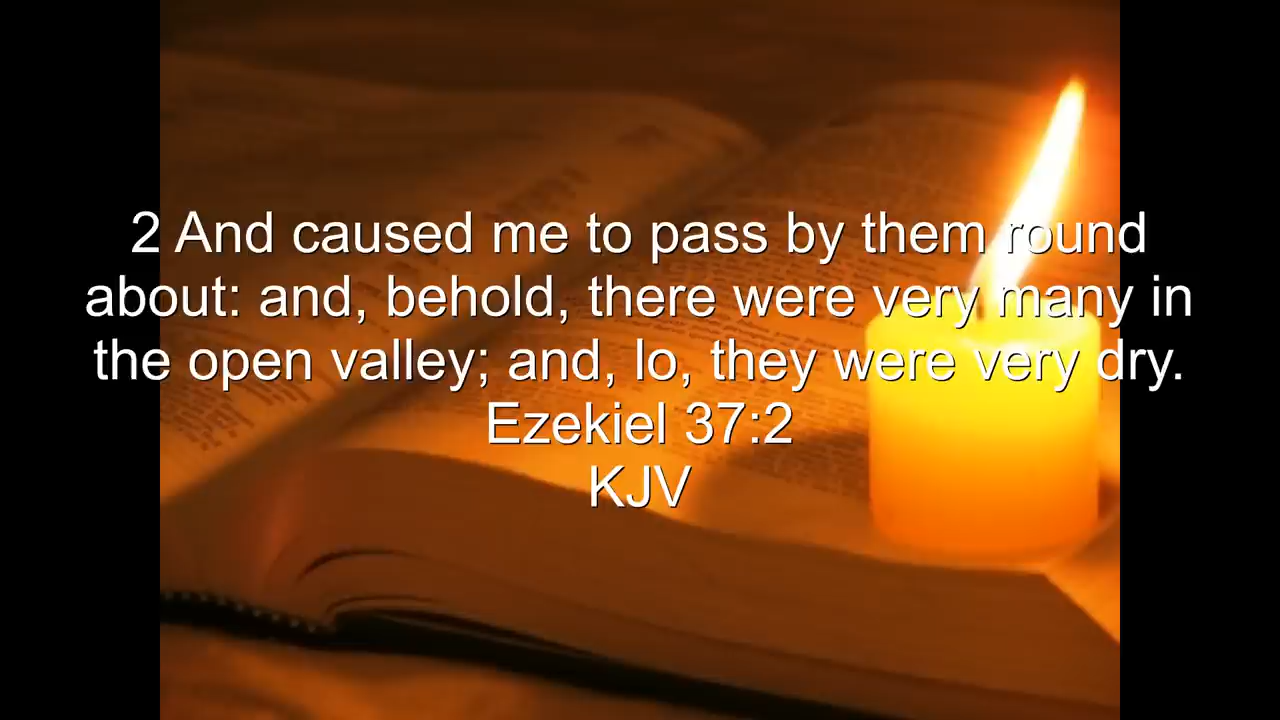 2 And caused me to pass by them round
about: and, behold, there were very many in
the open valley; and, lo, they were very dry.
Ezekiel 37:2
KJV